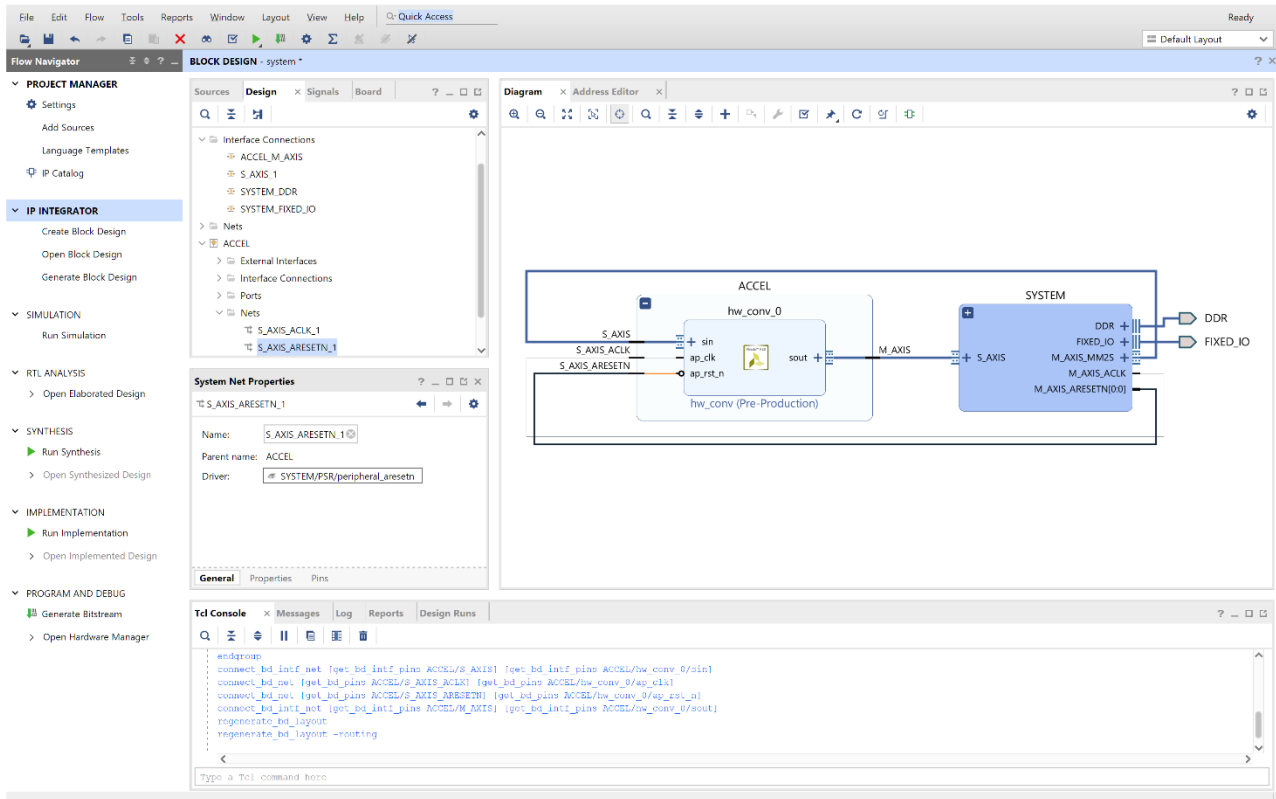 File Edit Flow Tools Reports Window Layout View Help Quick Access Ready
Default Layout
Flow Navigator ? _
PROJECT MANAGER
Settings
Add Sources
Language Templates
IP Catalog
IP INTEGRATOR
Create Block Design
Open Block Design
Generate Block Design
SIMULATION
Run Simulation
RTL ANALYSIS
Open Elaborated Design
SYNTHESIS
Run Synthesis
Open Synthesized Design
IMPLEMENTATION
Run Implementation
Open Implemented Design
PROGRAM AND DEBUG
Generate Bitstream
Open Hardware Manager
BLOCK DESIGN - system *
Sources Design Signals Board
Interface Connections
ACCEL_M_AXIS
S_AXIS_1
SYSTEM_DDR
SYSTEM_FIXED_IO
Nets
ACCEL
External Interfaces
Interface Connections
Ports
Nets
S_AXIS_ACLK_1
S_AXIS_ARESETN_1
System Net Properties
S_AXIS_ARESETN_1
Name: S_AXIS_ARESETN_1
Parent name: ACCEL
Driver: SYSTEM/PSR/peripheral_aresetn
General Properties Pins
Diagram Address Editor
ACCEL
hw_conv_0
S_AXIS
S_AXIS_ACLK
S_AXIS_ARESETN
sin
ap_clk
ap_rst_n
sout
hw_conv (Pre-Production)
M_AXIS
SYSTEM
S_AXIS
DDR
FIXED_IO
M_AXIS_MM2S
M_AXIS_ACLK
M_AXIS_ARESETN[0:0]
DDR
FIXED_IO
Tcl Console Messages Log Reports Design Runs
endgroup
connect_bd_intf_net [get_bd_intf_pins ACCEL/S_AXIS] [get_bd_intf_pins ACCEL/hw_conv_0/sin]
connect_bd_net [get_bd_pins ACCEL/S_AXIS_ACLK] [get_bd_pins ACCEL/hw_conv_0/ap_clk]
connect_bd_net [get_bd_pins ACCEL/S_AXIS_ARESETN] [get_bd_pins ACCEL/hw_conv_0/ap_rst_n]
connect_bd_intf_net [get_bd_intf_pins ACCEL/M_AXIS] [get_bd_intf_pins ACCEL/hw_conv_0/sout]
regenerate_bd_layout
regenerate_bd_layout -routing
Type a Tcl command here